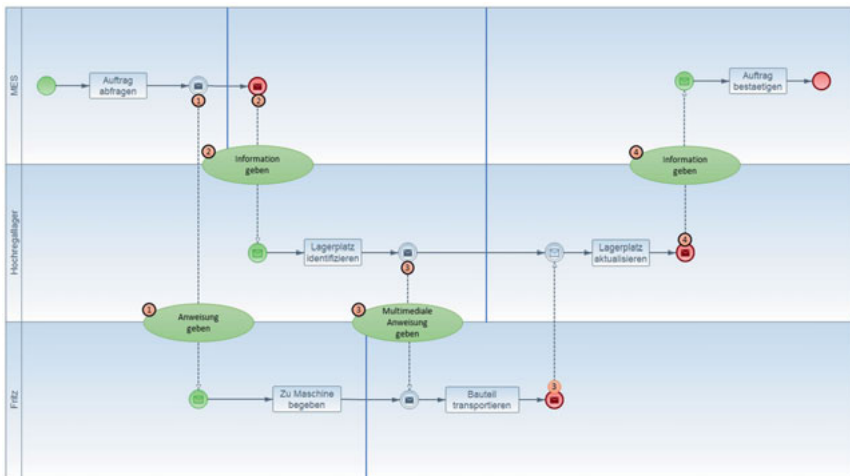 MES
Auftrag
abfragen
1
2
Auftrag
bestaetigen
2
Information
geben
4
Information
geben
Hochregallager
Lagerplatz
identifizieren
3
Lagerplatz
aktualisieren
4
1
Anweisung
geben
3
Multimediale
Anweisung
geben
Fritz
Zu Maschine
begeben
Bauteil
transportieren
3